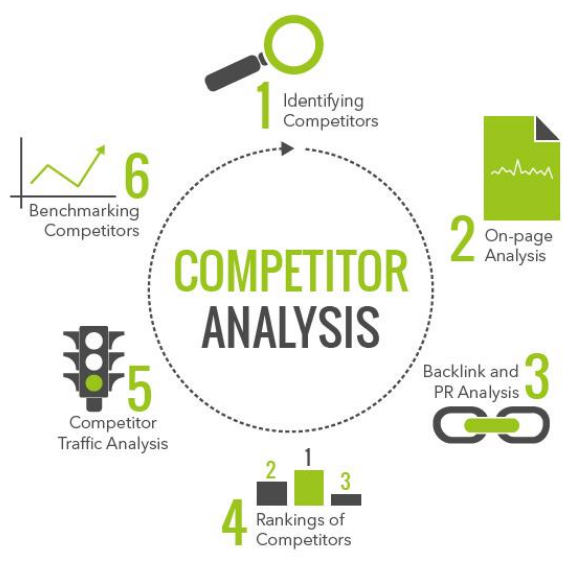 1 Identifying
Competitors
2 On-page
Analysis
Backlink and
PR Analysis 3
2 1 3
4 Rankings of
Competitors
5
Competitor
Traffic Analysis
6
Benchmarking
Competitors
COMPETITOR
ANALYSIS